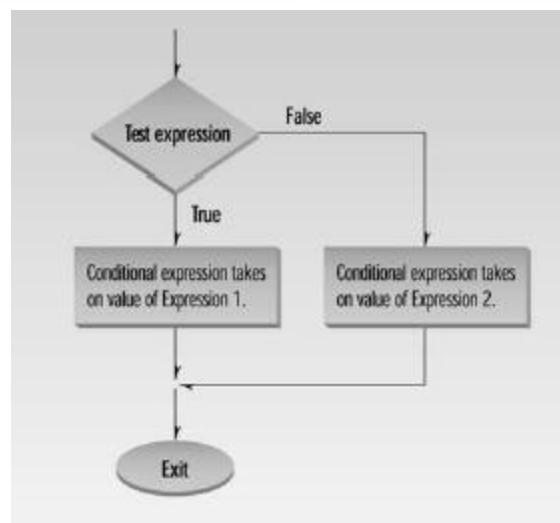 Test expression
False
True
Conditional expression takes
on value of Expression 1.
Conditional expression takes
on value of Expression 2.
Exit